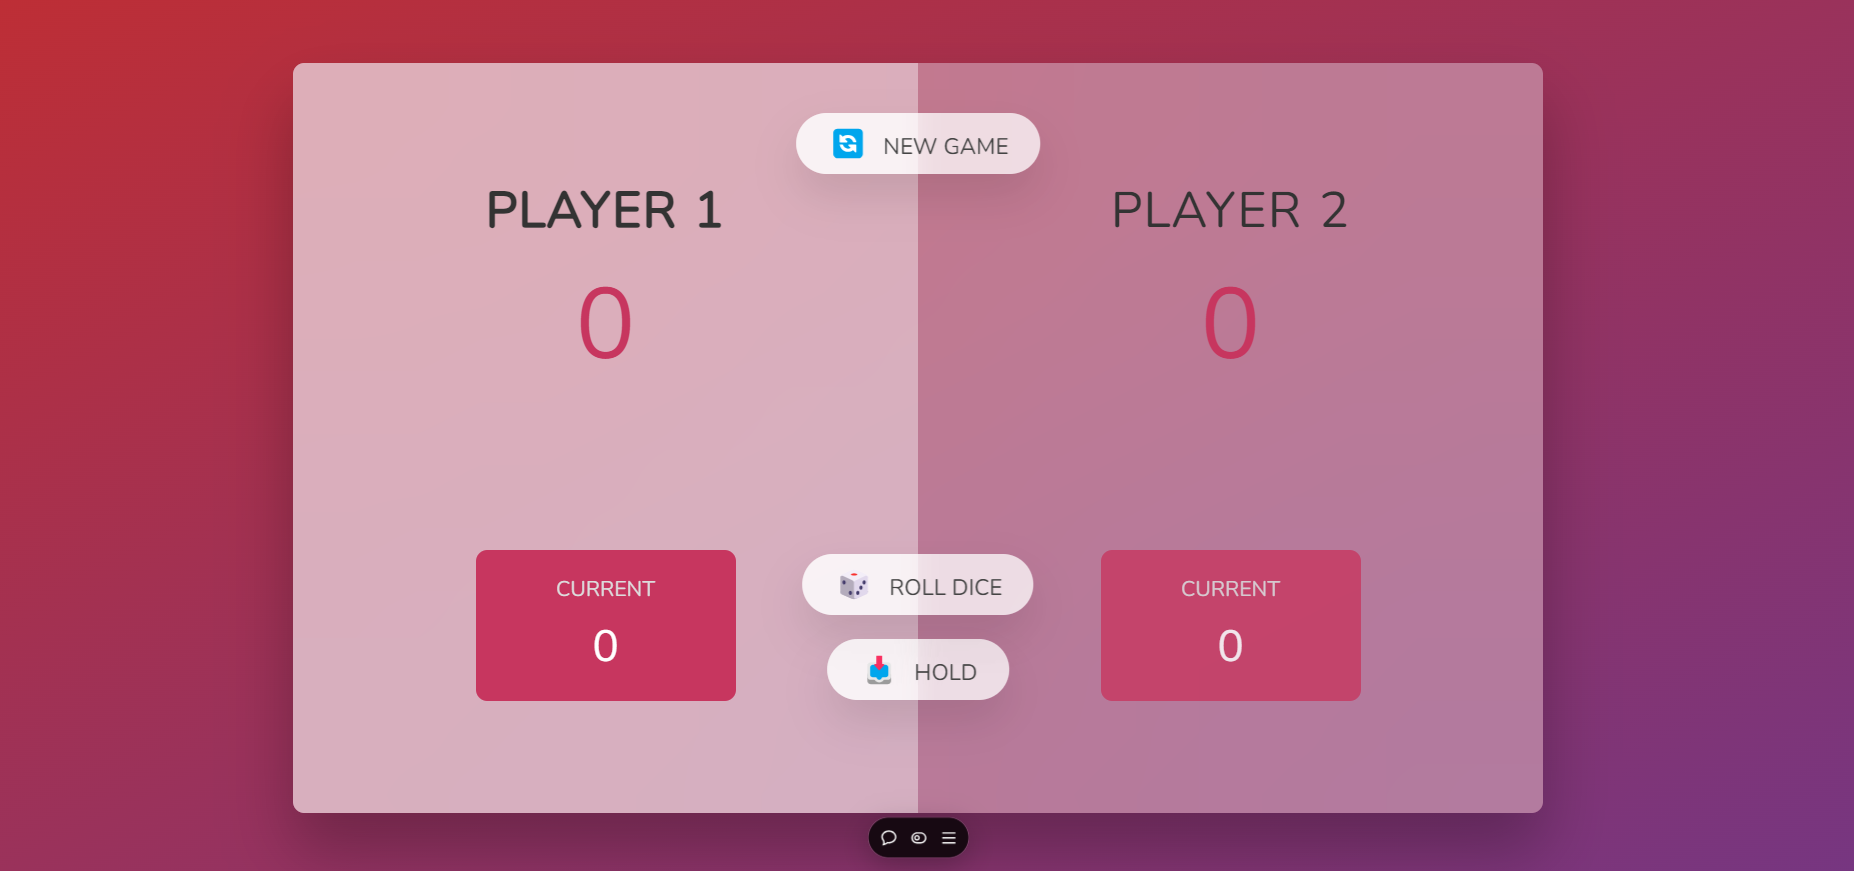 NEW GAME
PLAYER 1
0
PLAYER 2
0
CURRENT
0
ROLL DICE
HOLD
CURRENT
0